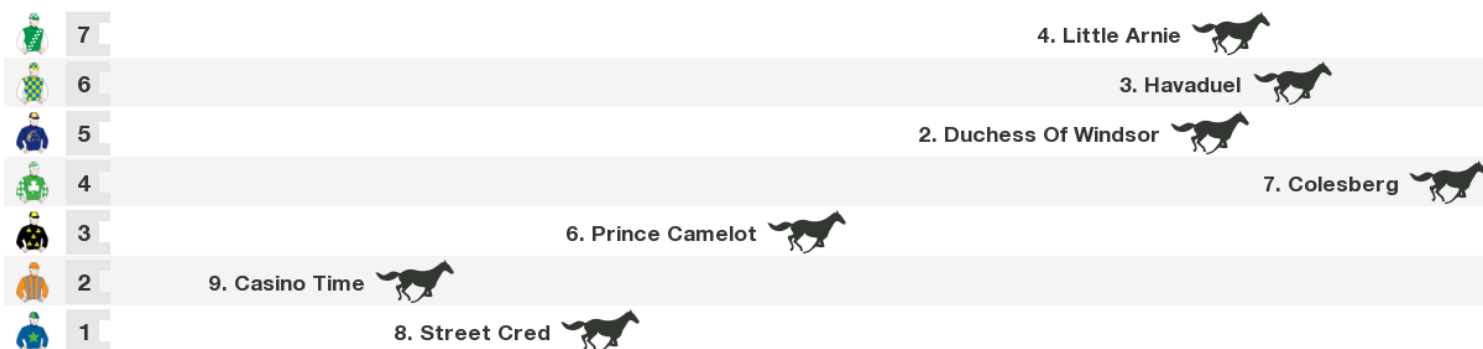 7 4. Little Arnie
6 3. Havaduel
5 2. Duchess Of Windsor
4 7. Colesberg
3 6. Prince Camelot
2 9. Casino Time
1 8. Street Cred